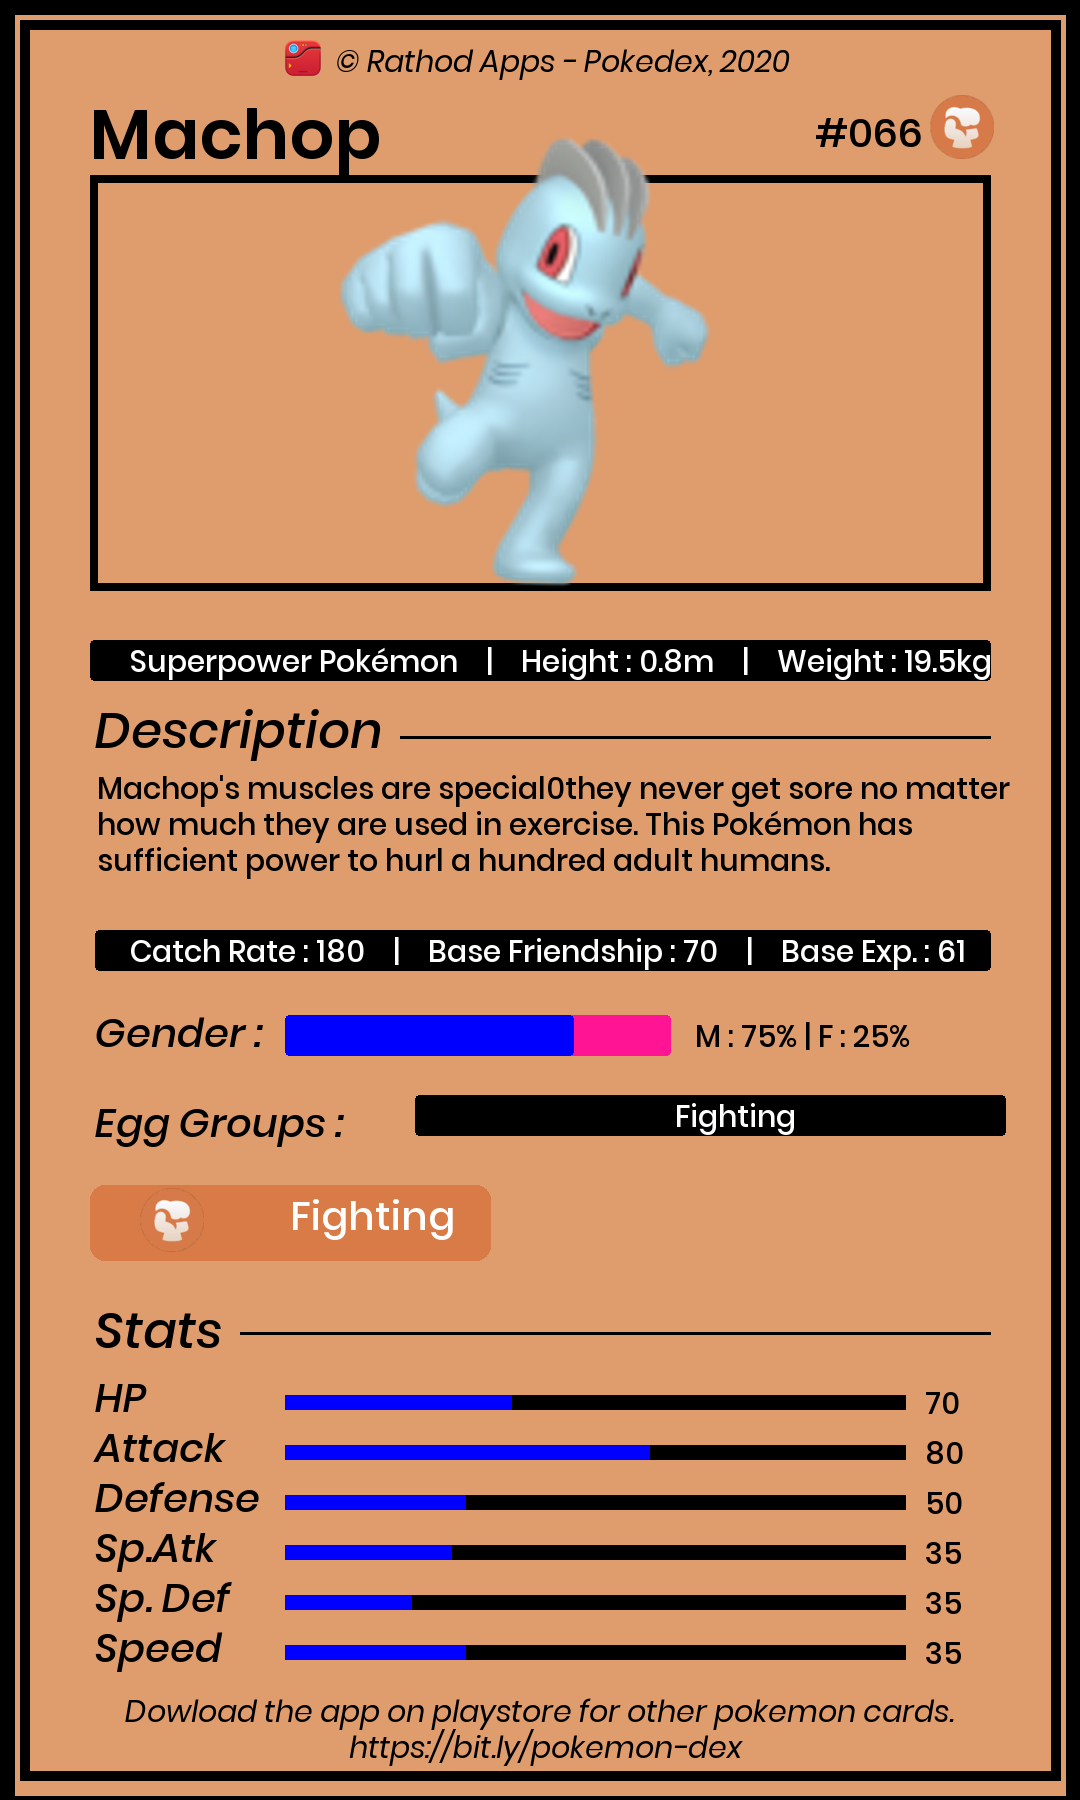 © Rathod Apps - Pokedex, 2020
Machop
#066
Superpower Pokémon | Height : 0.8m | Weight : 19.5kg
Description
Machop's muscles are special0they never get sore no matter
how much they are used in exercise. This Pokémon has
sufficient power to hurl a hundred adult humans.
Catch Rate : 180 | Base Friendship : 70 | Base Exp. : 61
Gender : M : 75% | F : 25%
Egg Groups : Fighting
Fighting
Stats
HP 70
Attack 80
Defense 50
Sp.Atk 35
Sp. Def 35
Speed 35
Dowload the app on playstore for other pokemon cards.
https://bit.ly/pokemon-dex